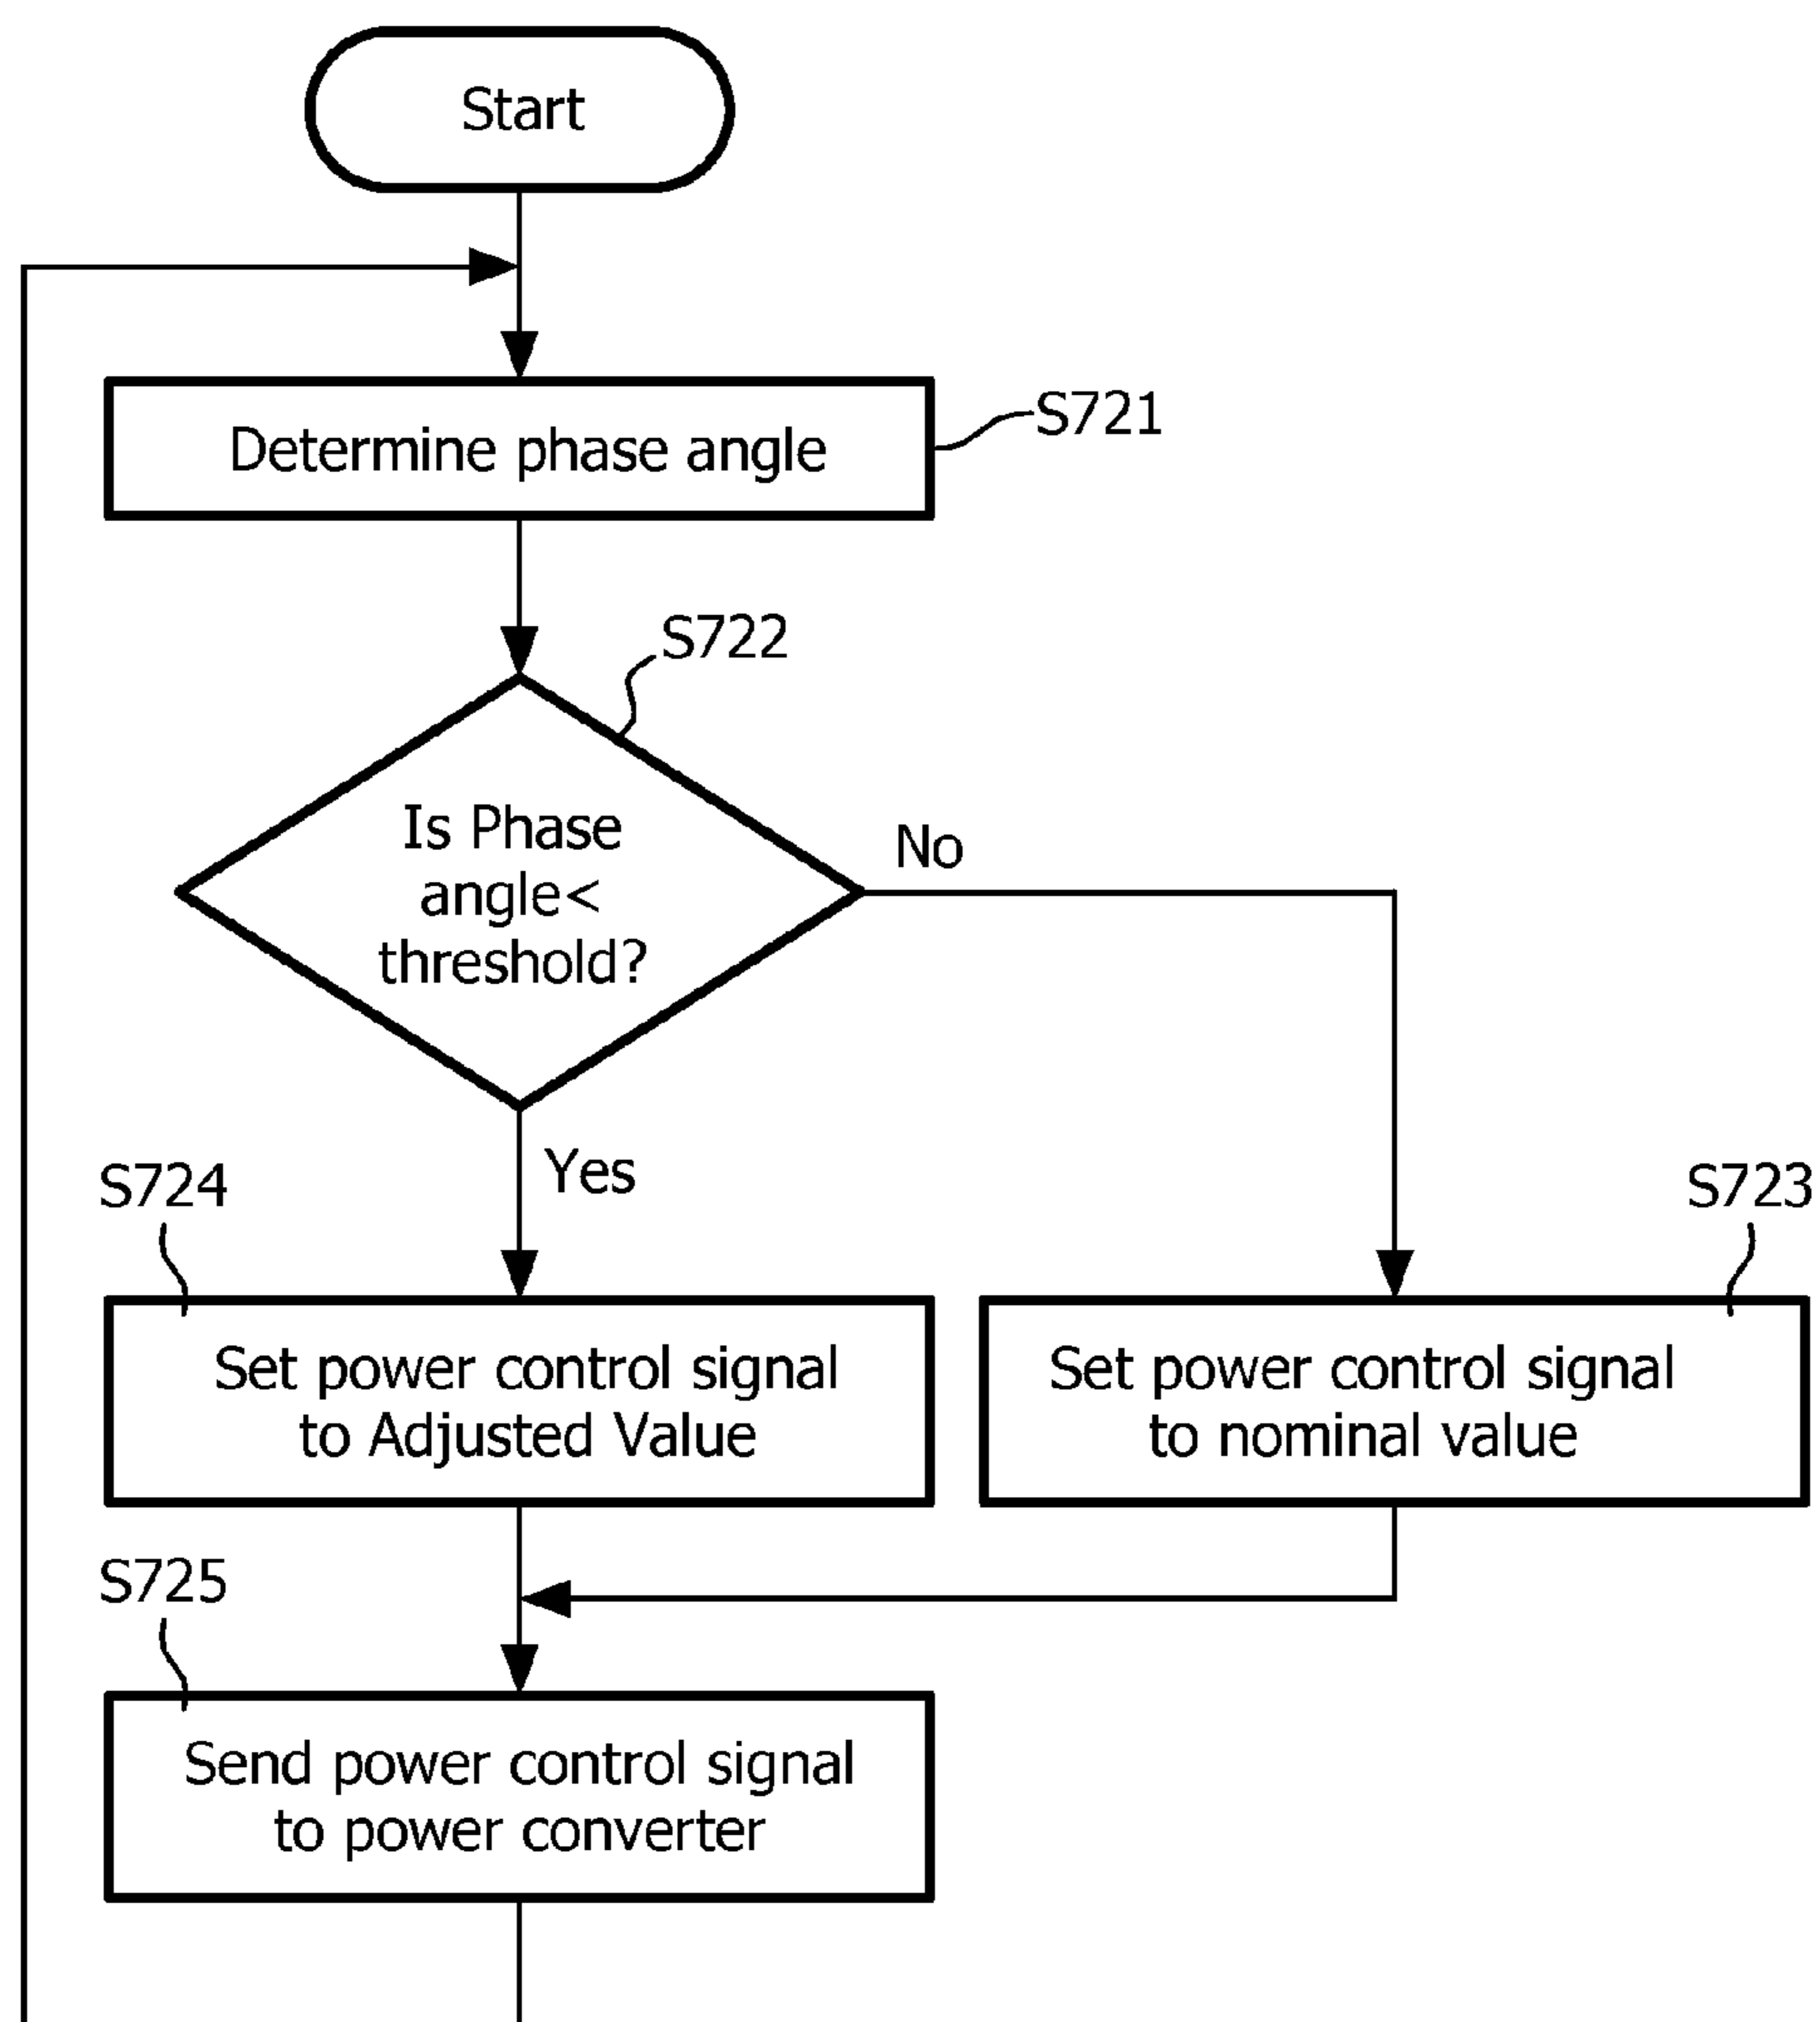 Start
Determine phase angle
S721
S722
Is Phase
angle<
threshold?
No
Yes
S724
S723
Set power control signal
to Adjusted Value
Set power control signal
to nominal value
S725
Send power control signal
to power converter